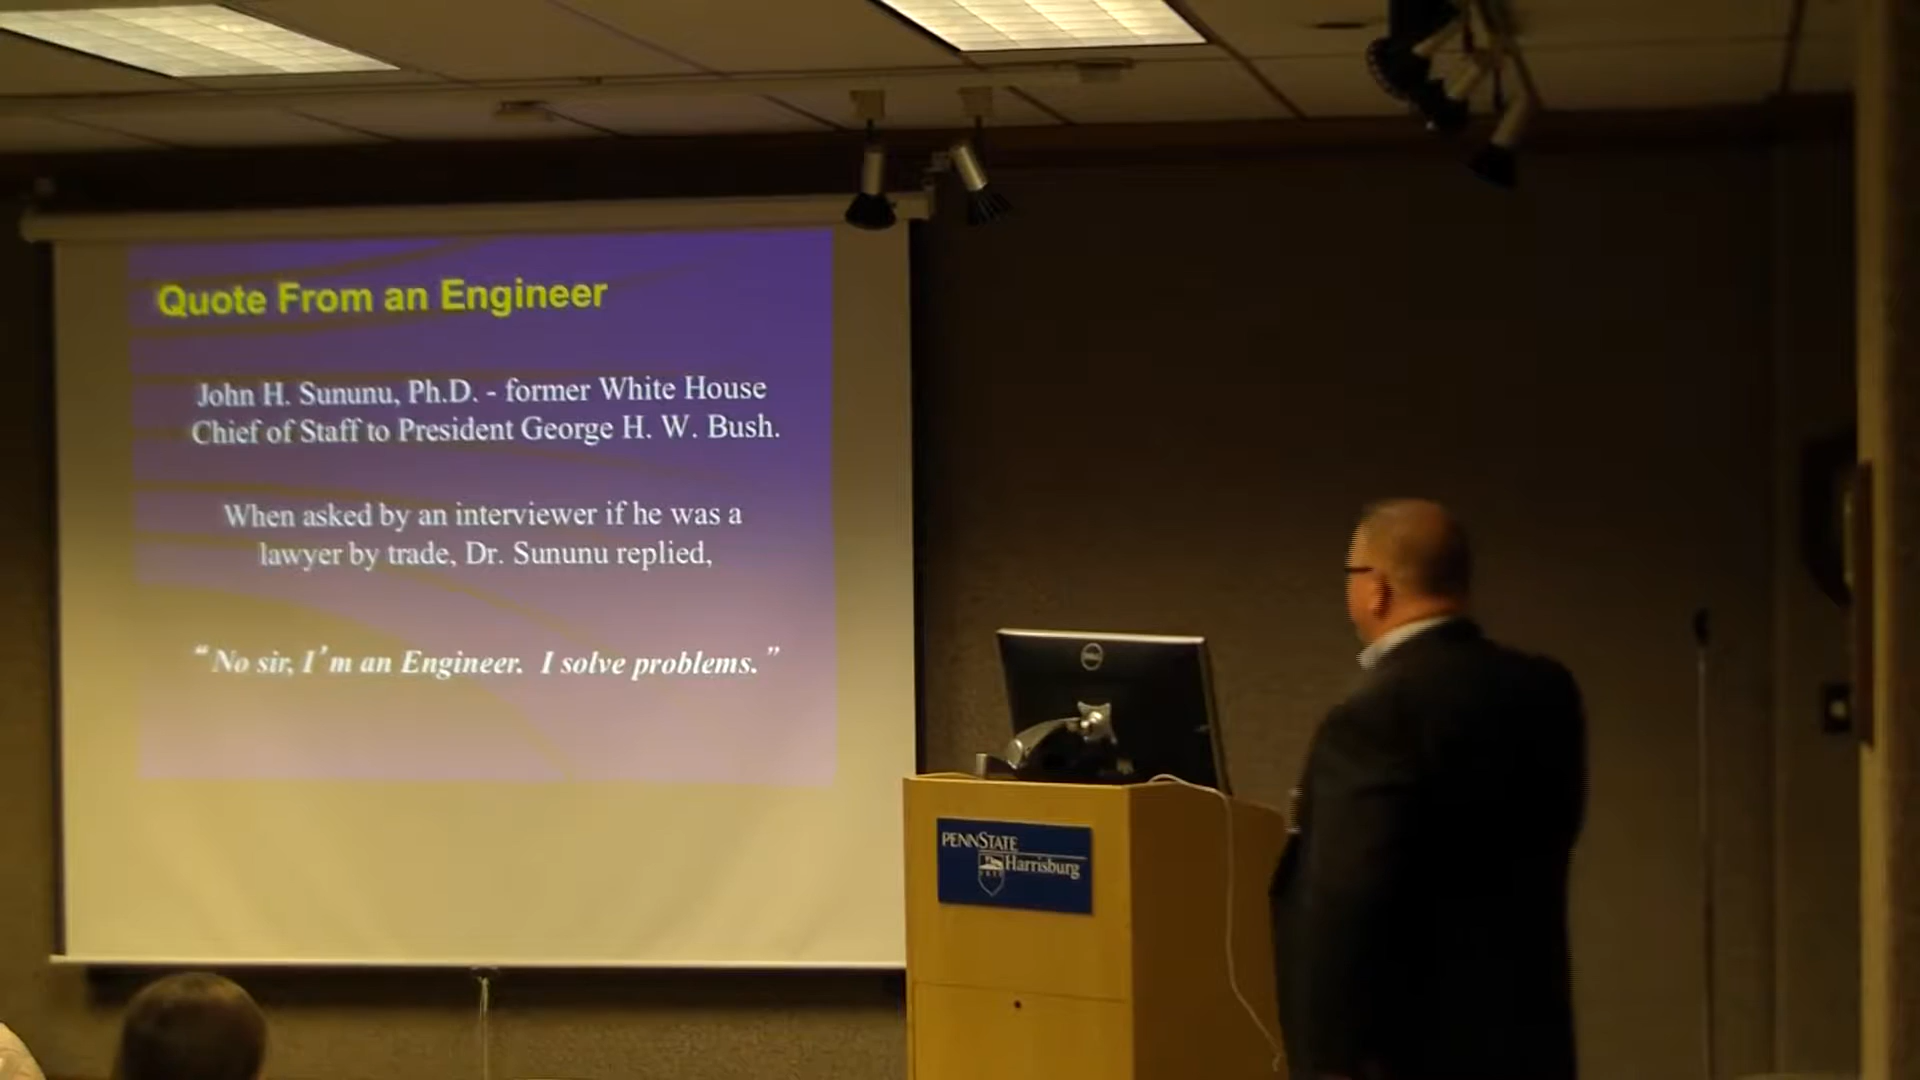 Quote From an Engineer
John H. Sununu, Ph.D. - former White House
Chief of Staff to President George H. W. Bush.
When asked by an interviewer if he was a
lawyer by trade, Dr. Sununu replied,
“No sir, I’m an Engineer.  I solve problems.”
DELL
PENNSTATE
Harrisburg